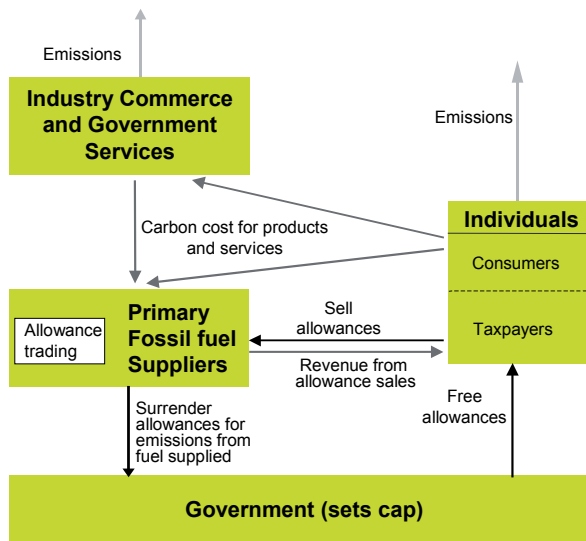 Emissions
Industry Commerce
and Government
Services
Emissions
Carbon cost for products
and services
Individuals
Consumers
Taxpayers
Primary
Fossil fuel
Suppliers
Allowance
trading
Sell
allowances
Revenue from
allowance sales
Surrender
allowances for
emissions from
fuel supplied
Free
allowances
Government (sets cap)